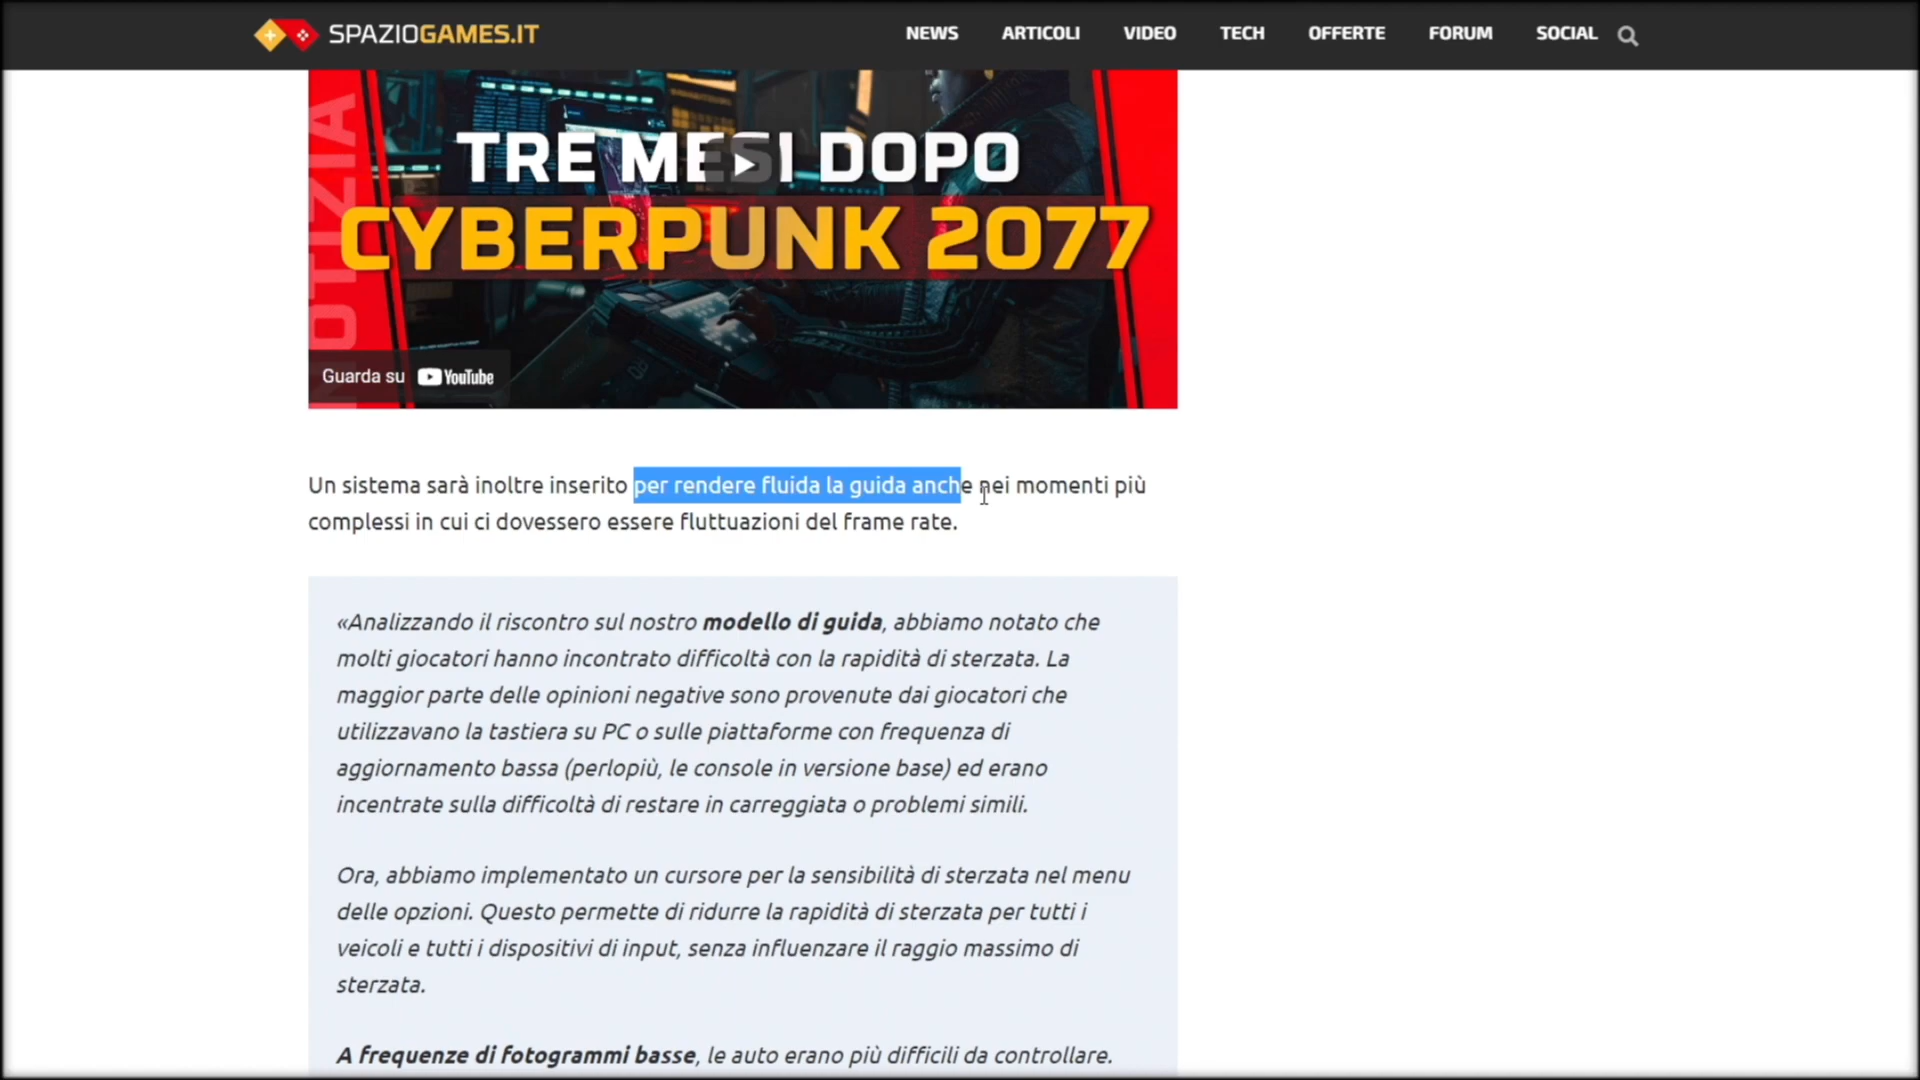 SPAZIOGAMES.IT
NEWS ARTICOLI VIDEO TECH OFFERTE FORUM SOCIAL
NOTIZIA
TRE MESI DOPO
CYBERPUNK 2077
Guarda su YouTube
Un sistema sarà inoltre inserito per rendere fluida la guida anche nei momenti più
complessi in cui ci dovessero essere fluttuazioni del frame rate.
«Analizzando il riscontro sul nostro modello di guida, abbiamo notato che
molti giocatori hanno incontrato difficoltà con la rapidità di sterzata. La
maggior parte delle opinioni negative sono provenute dai giocatori che
utilizzavano la tastiera su PC o sulle piattaforme con frequenza di
aggiornamento bassa (perlopiù, le console in versione base) ed erano
incentrate sulla difficoltà di restare in carreggiata o problemi simili.
Ora, abbiamo implementato un cursore per la sensibilità di sterzata nel menu
delle opzioni. Questo permette di ridurre la rapidità di sterzata per tutti i
veicoli e tutti i dispositivi di input, senza influenzare il raggio massimo di
sterzata.
A frequenze di fotogrammi basse, le auto erano più difficili da controllare.